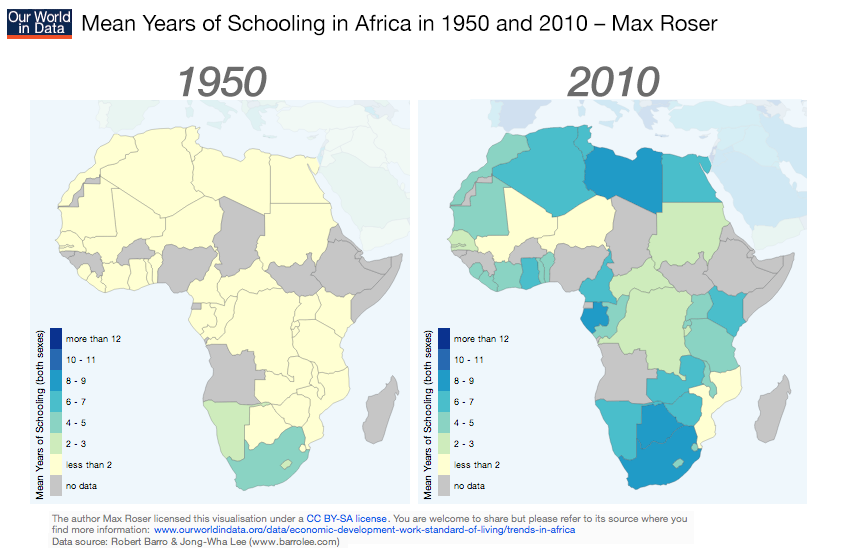 Our World
in Data
Mean Years of Schooling in Africa in 1950 and 2010 – Max Roser
1950
2010
Mean Years of Schooling (both sexes)
more than 12
10 - 11
8 - 9
6 - 7
4 - 5
2 - 3
less than 2
no data
Mean Years of Schooling (both sexes)
more than 12
10 - 11
8 - 9
6 - 7
4 - 5
2 - 3
less than 2
no data
The author Max Roser licensed this visualisation under a CC BY-SA license. You are welcome to share but please refer to its source where you
find more information: www.ourworldindata.org/data/economic-development-work-standard-of-living/trends-in-africa
Data source: Robert Barro & Jong-Wha Lee (www.barrolee.com)